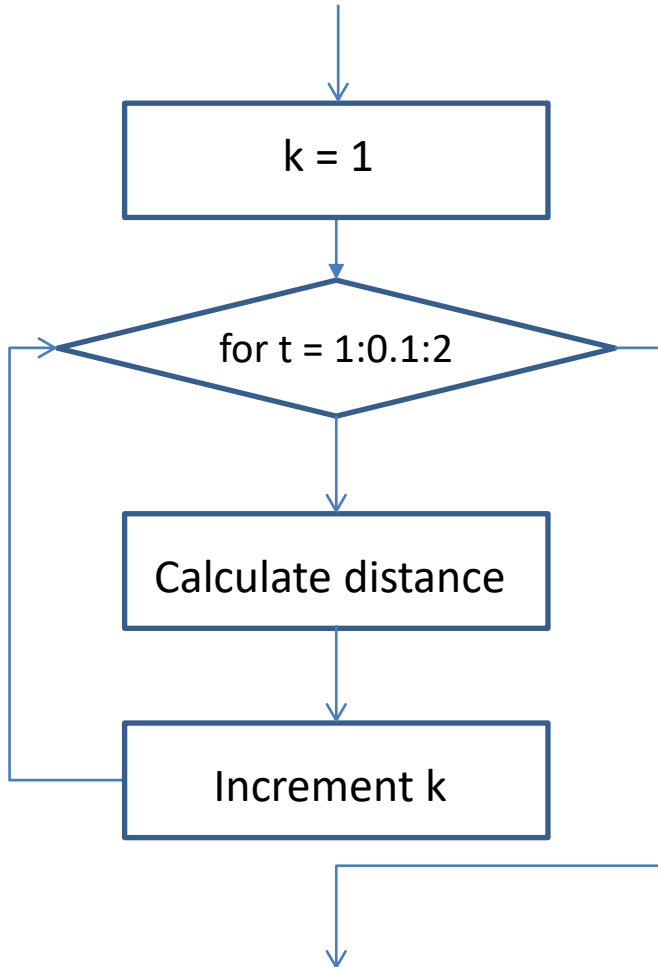 k = 1
for t = 1:0.1:2
Calculate distance
Increment k